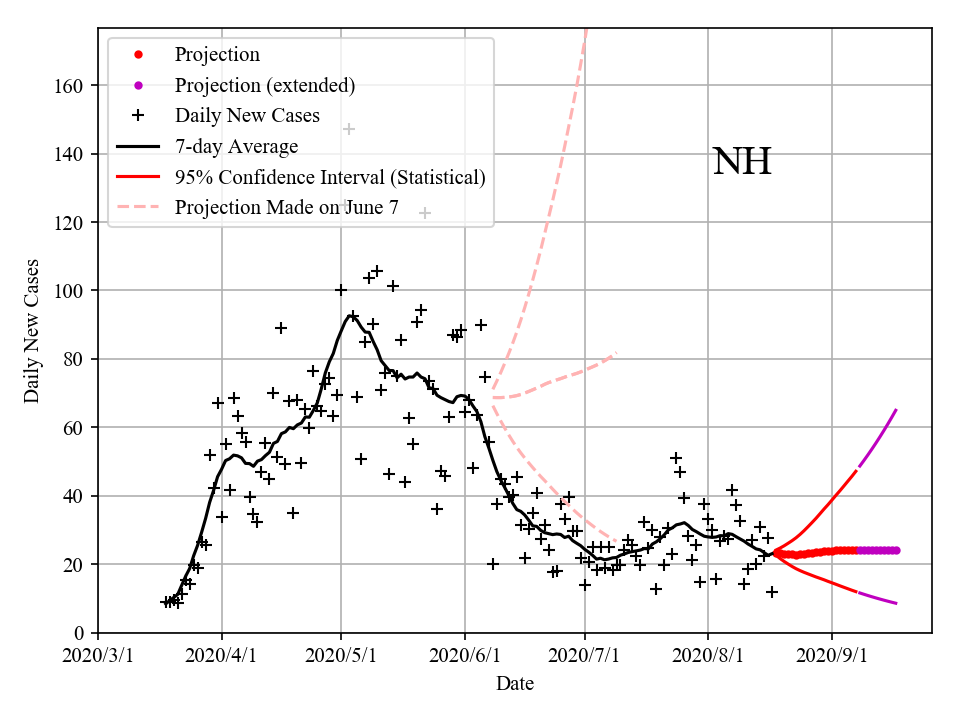 Projection
Projection (extended)
Daily New Cases
7-day Average
95% Confidence Interval (Statistical)
Projection Made on June 7
NH
160
140
120
100
80
60
40
20
0
Daily New Cases
2020/3/1 2020/4/1 2020/5/1 2020/6/1 2020/7/1 2020/8/1 2020/9/1
Date